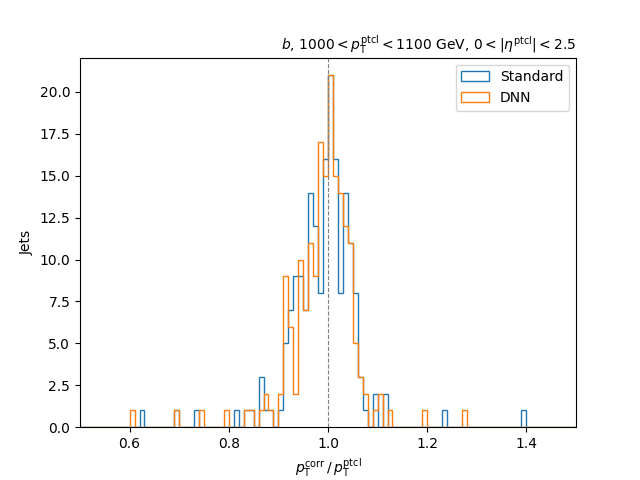 b, 1000 < p_T^ptcl < 1100 GeV, 0 < |η^ptcl| < 2.5
Standard
DNN
20.0
17.5
15.0
12.5
10.0
7.5
5.0
2.5
0.0
Jets
0.6 0.8 1.0 1.2 1.4
p_T^corr / p_T^ptcl